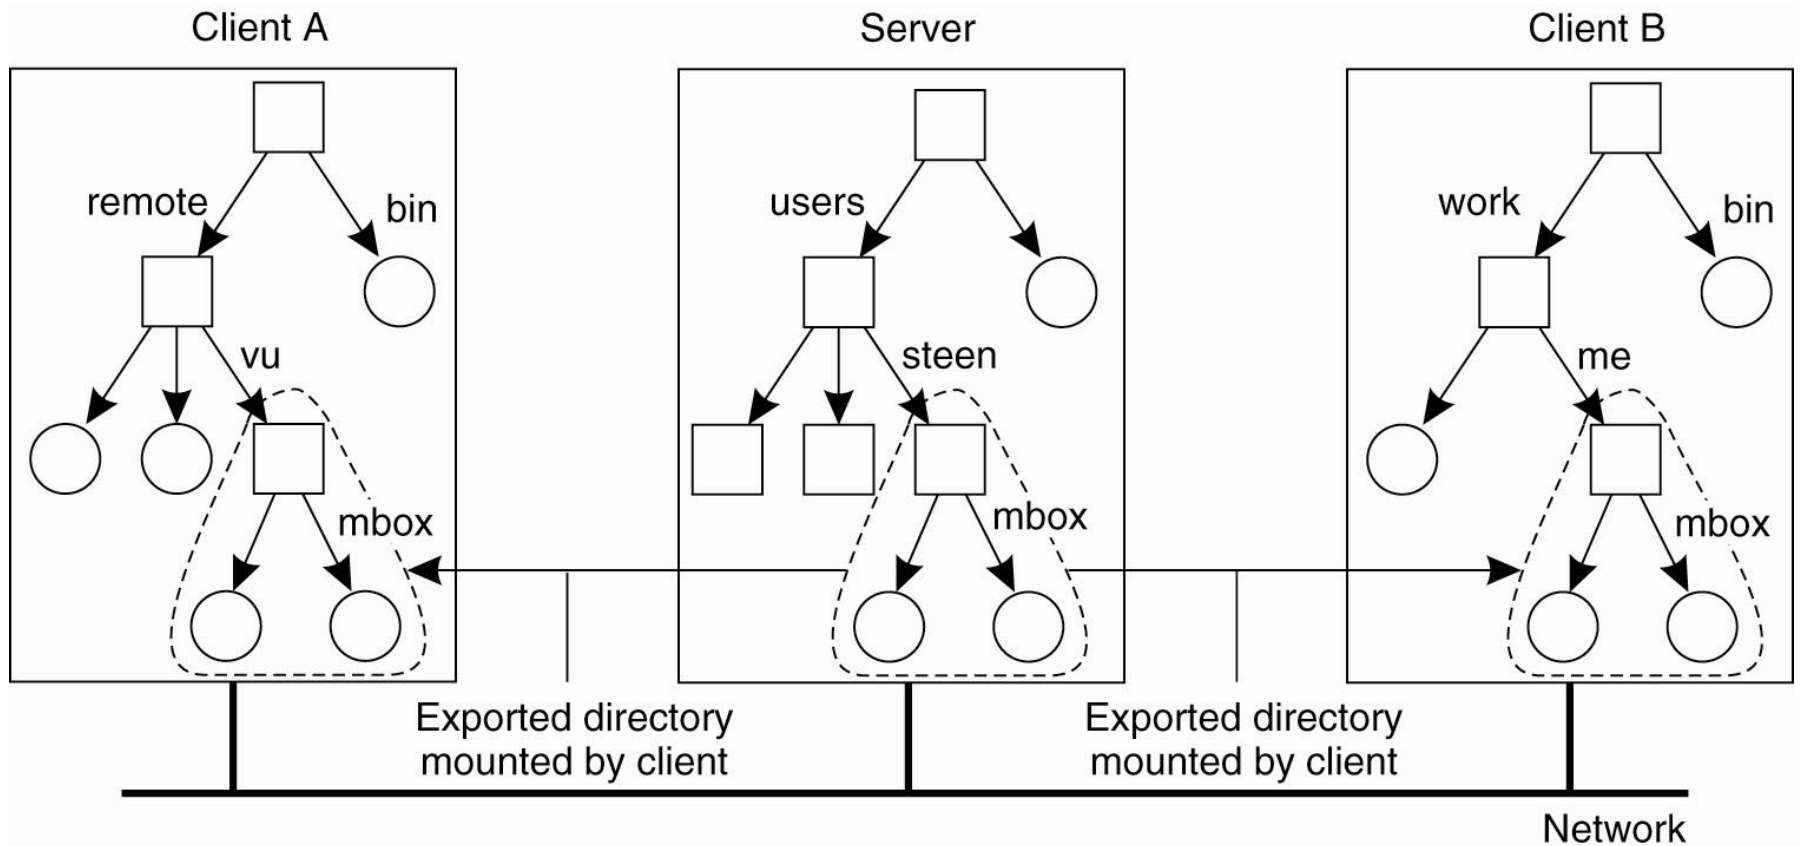 Client A
Server
Client B
remote
bin
users
work
bin
vu
steen
me
mbox
mbox
mbox
Exported directory
mounted by client
Exported directory
mounted by client
Network